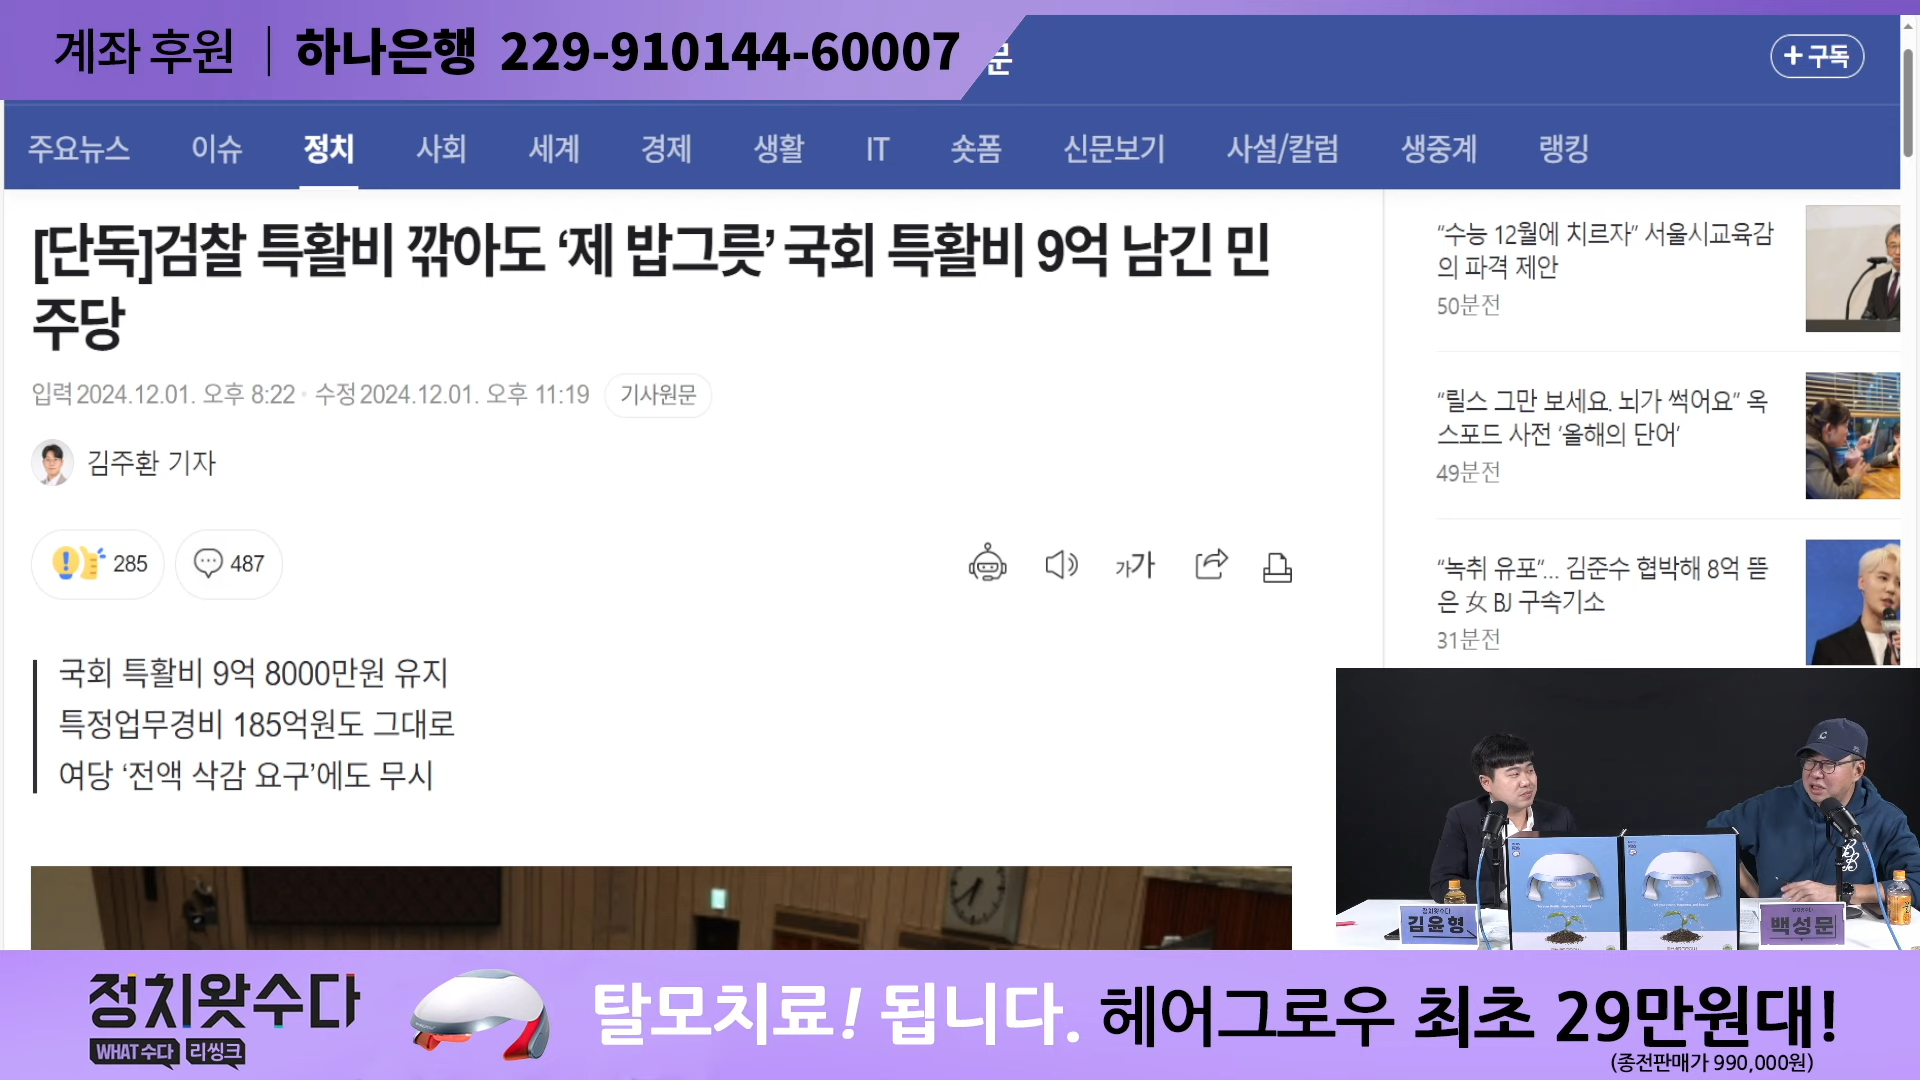 계좌 후원 | 하나은행 229-910144-60007
문
+ 구독
주요뉴스 이슈 정치 사회 세계 경제 생활 IT 숏폼 신문보기 사설/칼럼 생중계 랭킹
[단독]검찰 특활비 깎아도 ‘제 밥그릇’ 국회 특활비 9억 남긴 민
주당
입력 2024.12.01. 오후 8:22 · 수정 2024.12.01. 오후 11:19 기사원문
김주환 기자
285 487
가가
국회 특활비 9억 8000만원 유지
특정업무경비 185억원도 그대로
여당 ‘전액 삭감 요구’에도 무시
“수능 12월에 치르자” 서울시교육감
의 파격 제안
50분전
“릴스 그만 보세요. 뇌가 썩어요” 옥
스포드 사전 ‘올해의 단어’
49분전
“녹취 유포”... 김준수 협박해 8억 뜯
은 女 BJ 구속기소
31분전
정치왓수다
김윤형
백성문
정치왓수다
WHAT수다 리씽크
탈모치료! 됩니다. 헤어그로우 최초 29만원대!
(종전판매가 990,000원)